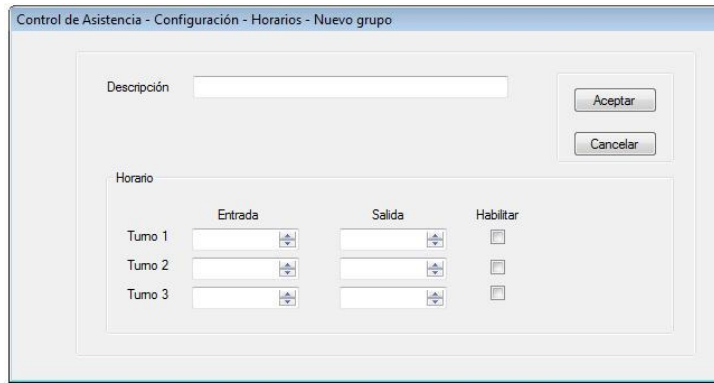 Control de Asistencia - Configuración - Horarios - Nuevo grupo
Descripción
Aceptar
Cancelar
Horario
Entrada Salida Habilitar
Turno 1
Turno 2
Turno 3